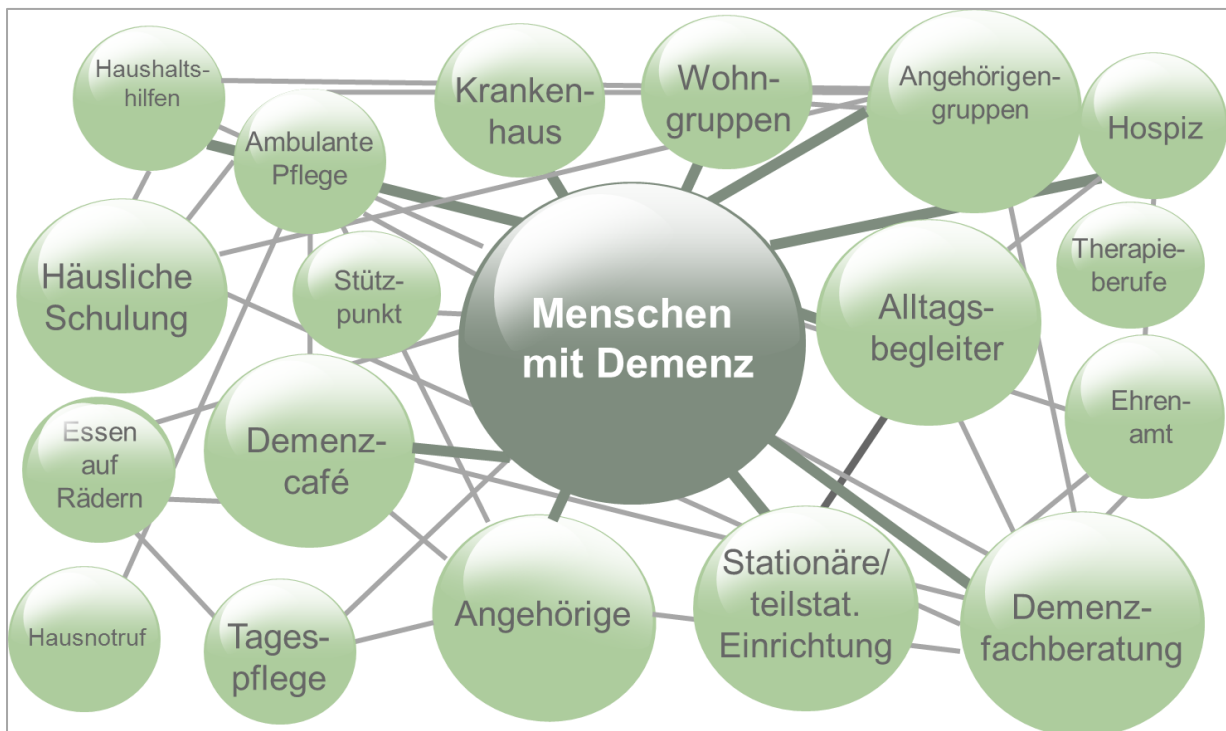 Haushalts-
hilfen
Kranken-
haus
Wohn-
gruppen
Angehörigen-
gruppen
Hospiz
Ambulante
Pflege
Häusliche
Schulung
Stütz-
punkt
Menschen
mit Demenz
Alltags-
begleiter
Therapie-
berufe
Essen
auf
Rädern
Demenz-
café
Ehren-
amt
Hausnotruf
Tages-
pflege
Angehörige
Stationäre/
teilstat.
Einrichtung
Demenz-
fachberatung